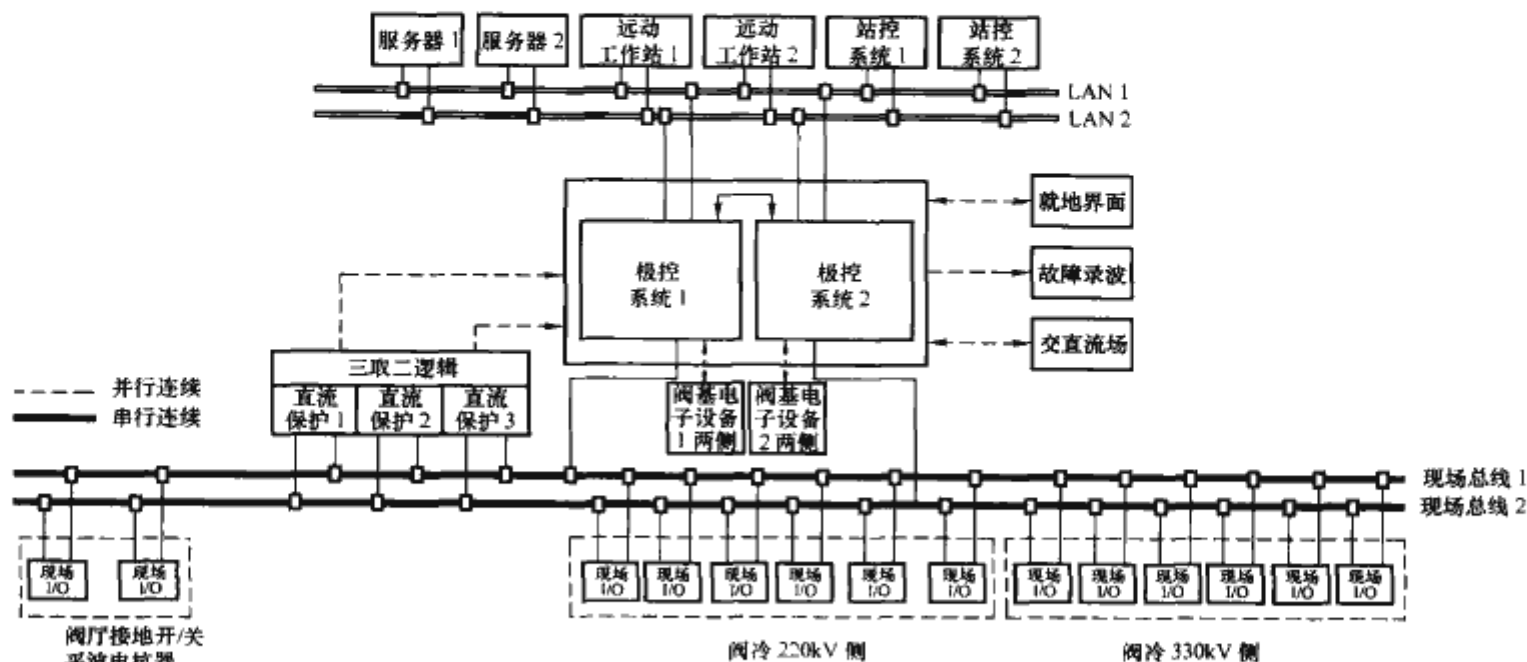 服务器 1
服务器 2
远动
工作站 1
远动
工作站 2
站控
系统 1
站控
系统 2
LAN 1
LAN 2
就地界面
极控
系统 1
极控
系统 2
故障录波
交直流场
三取二逻辑
直流
保护 1
直流
保护 2
直流
保护 3
阀基电
子设备
1 两侧
阀基电
子设备
2 两侧
并行连续
串行连续
现场总线 1
现场总线 2
现场
I/O
现场
I/O
现场
I/O
现场
I/O
现场
I/O
现场
I/O
现场
I/O
现场
I/O
现场
I/O
现场
I/O
现场
I/O
现场
I/O
现场
I/O
现场
I/O
阀厅接地开/关
阀冷 220kV 侧
阀冷 330kV 侧